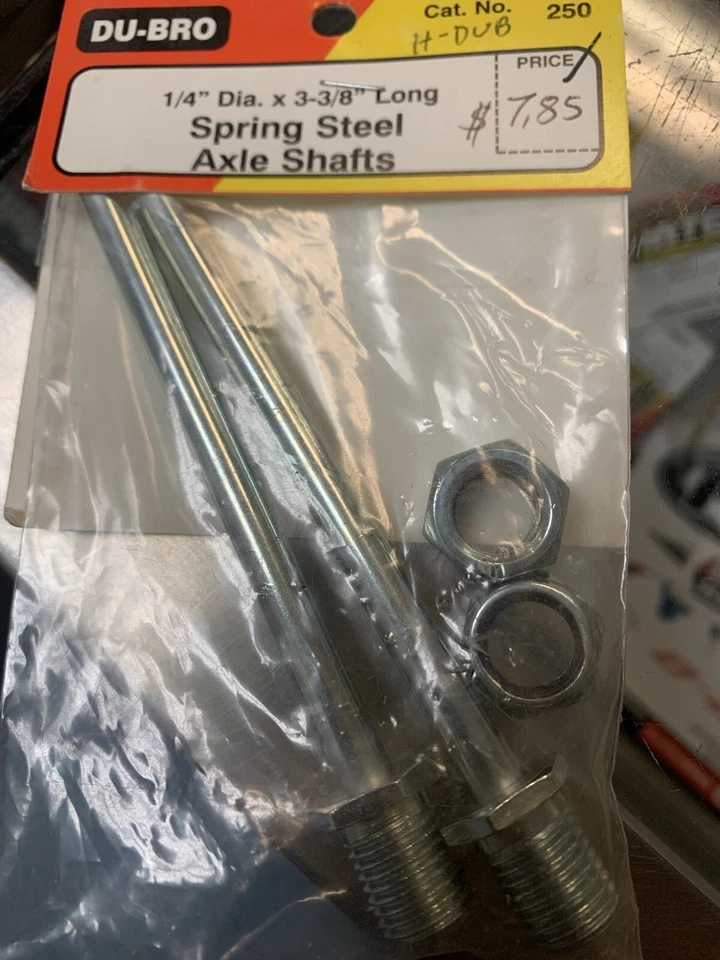 DU-BRO
Cat. No. 250
H-DUB
PRICE
1/4" Dia. x 3-3/8" Long
$7.85
Spring Steel
Axle Shafts